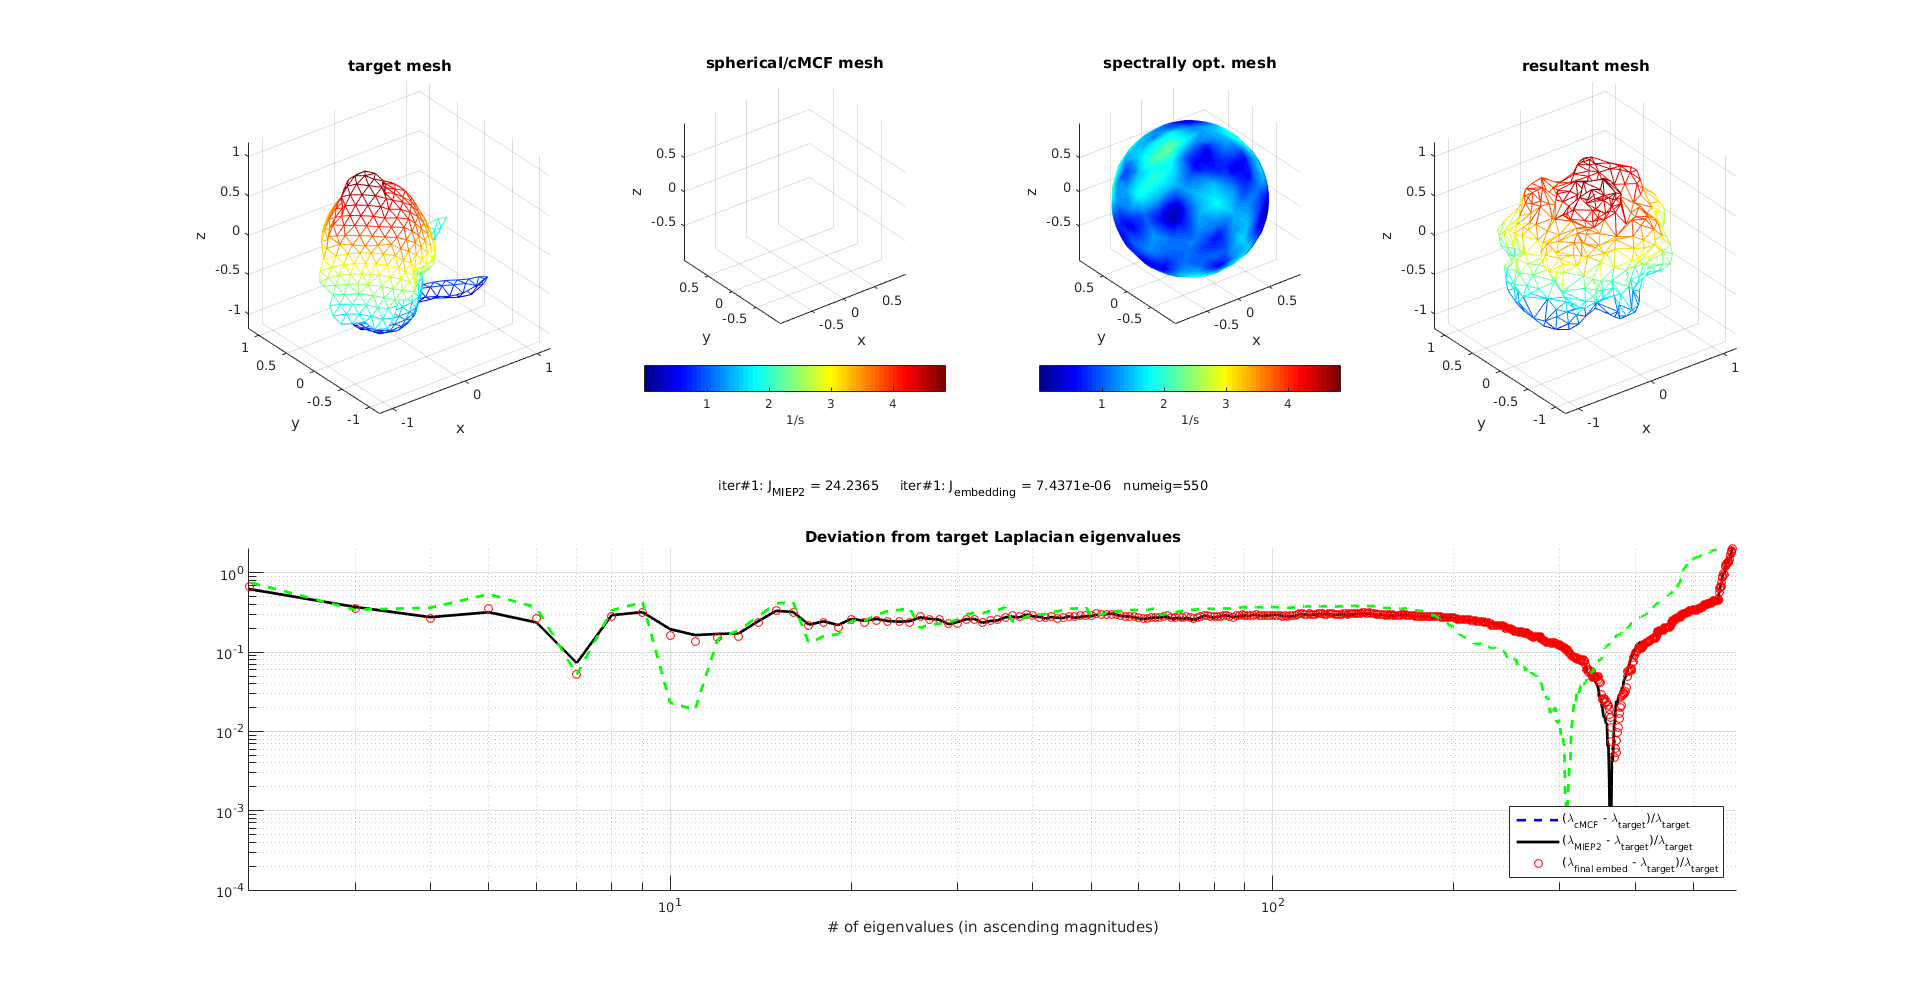 target mesh
spherical/cMCF mesh
spectrally opt. mesh
resultant mesh
1
0.5
0
-0.5
-1
z
1
0.5
0
-0.5
-1
y
-1
0
1
x
0.5
0
-0.5
z
0.5
0
-0.5
y
-0.5
0
0.5
x
1 2 3 4
1/s
0.5
0
-0.5
z
0.5
0
-0.5
y
-0.5
0
0.5
x
1 2 3 4
1/s
1
0.5
0
-0.5
-1
z
1
0.5
0
-0.5
-1
y
-1
0
1
x
iter#1: J_MIEP2 = 24.2365 iter#1: J_embedding = 7.4371e-06 numeig=550
Deviation from target Laplacian eigenvalues
10^0
10^-1
10^-2
10^-3
10^-4
10^1 10^2
# of eigenvalues (in ascending magnitudes)
(λ_cMCF - λ_target)/λ_target
(λ_MIEP2 - λ_target)/λ_target
(λ_final embed - λ_target)/λ_target